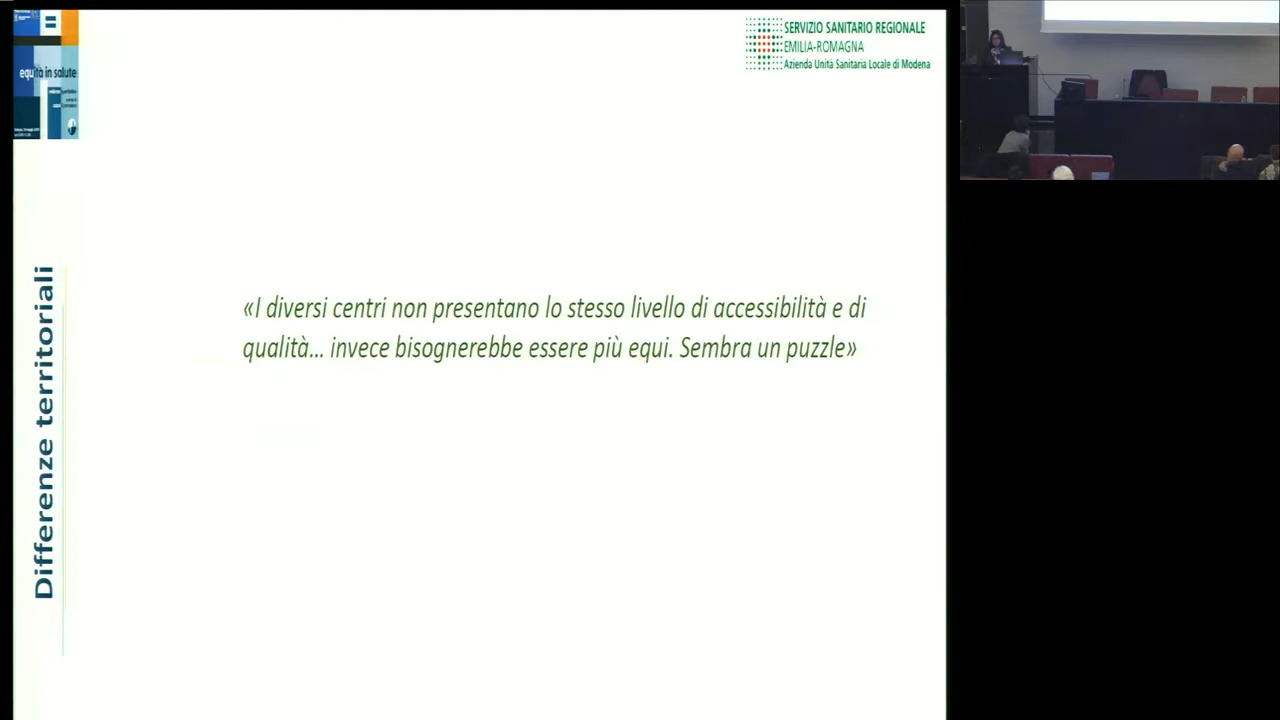 equità in salute
SERVIZIO SANITARIO REGIONALE
EMILIA-ROMAGNA
Azienda Unità Sanitaria Locale di Modena
Differenze territoriali
«I diversi centri non presentano lo stesso livello di accessibilità e di
qualità... invece bisognerebbe essere più equi. Sembra un puzzle»